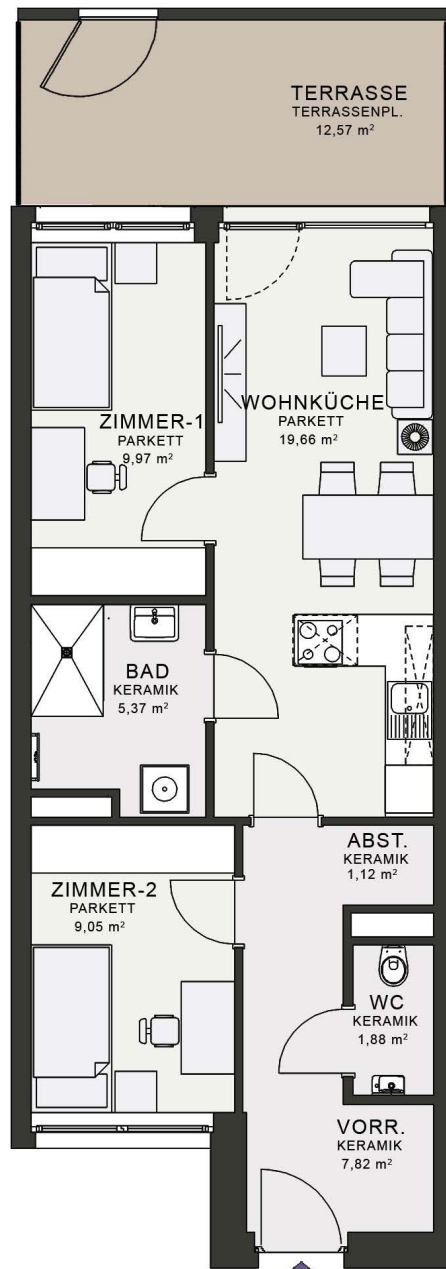 TERRASSE
TERRASSENPL.
12,57 m²
ZIMMER-1
PARKETT
9,97 m²
WOHNKÜCHE
PARKETT
19,66 m²
BAD
KERAMIK
5,37 m²
ABST.
KERAMIK
1,12 m²
ZIMMER-2
PARKETT
9,05 m²
WC
KERAMIK
1,88 m²
VORR.
KERAMIK
7,82 m²